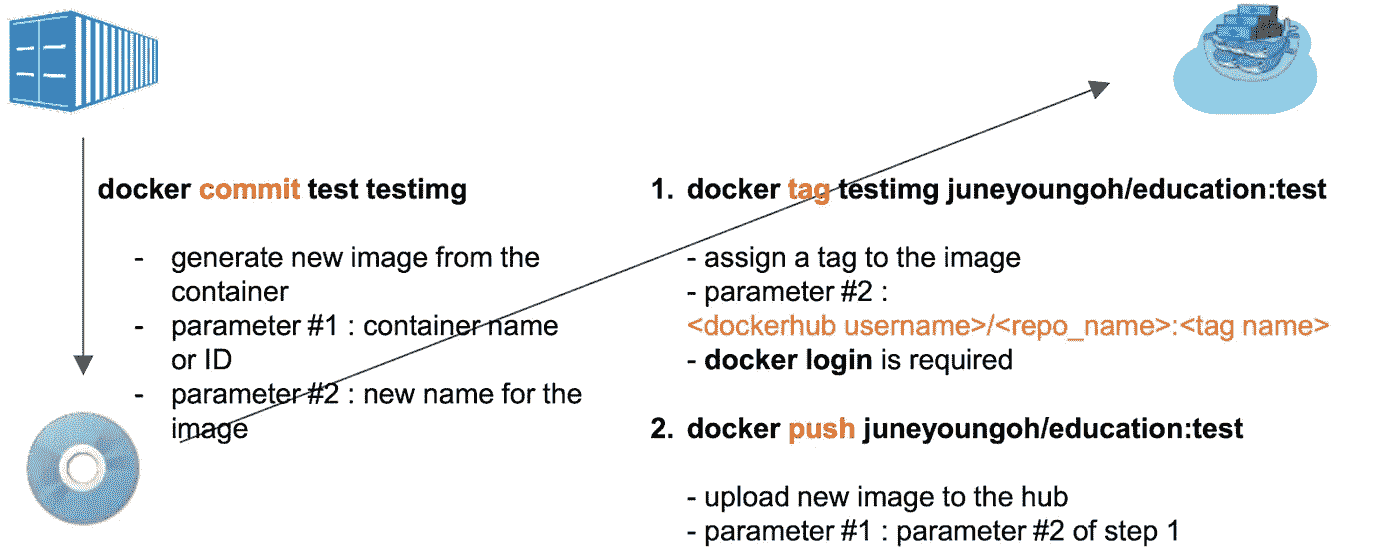 docker commit test testimg
- generate new image from the
container
- parameter #1 : container name
or ID
- parameter #2 : new name for the
image
1. docker tag testimg juneyoungoh/education:test
- assign a tag to the image
- parameter #2 :
<dockerhub username>/<repo_name>:<tag name>
- docker login is required
2. docker push juneyoungoh/education:test
- upload new image to the hub
- parameter #1 : parameter #2 of step 1